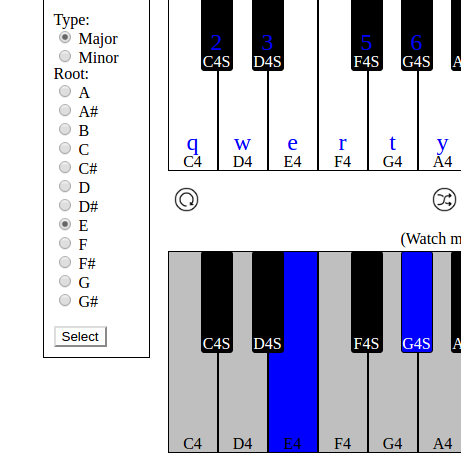 Type:
Major
Minor
Root:
A
A#
B
C
C#
D
D#
E
F
F#
G
G#
Select
2 3 5 6
C4S D4S F4S G4S A
q w e r t y
C4 D4 E4 F4 G4 A4
(Watch m
C4S D4S F4S G4S A
C4 D4 E4 F4 G4 A4